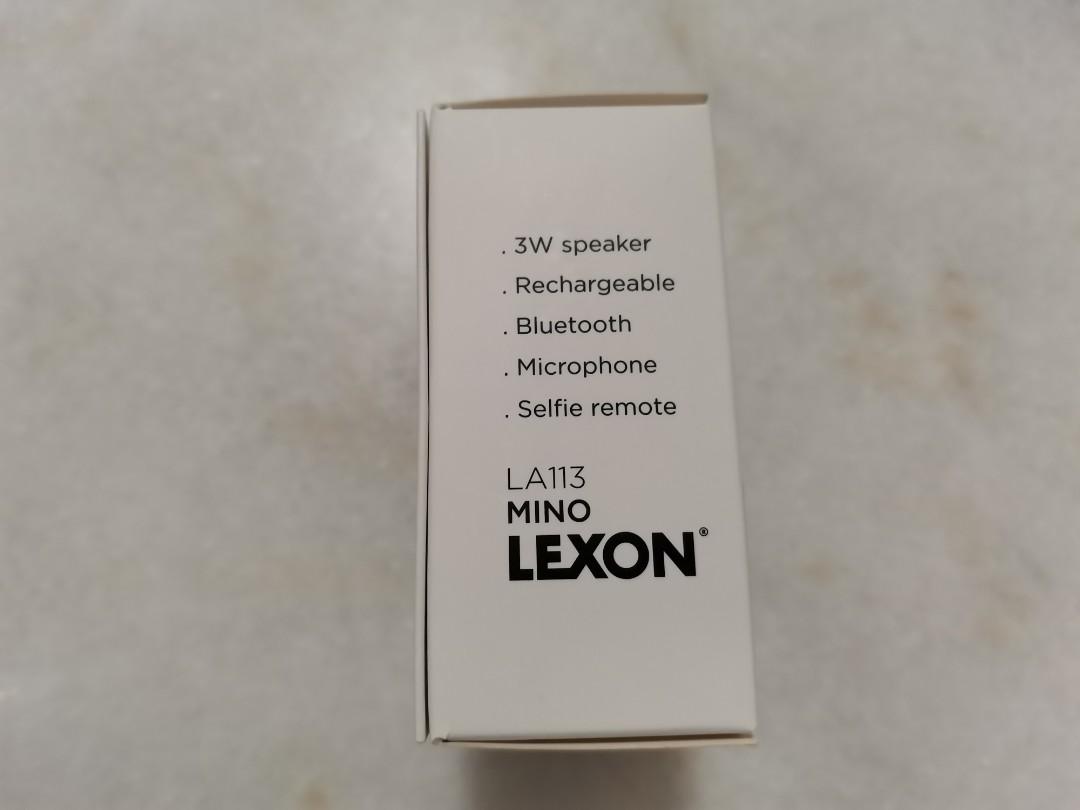 . 3W speaker
. Rechargeable
. Bluetooth
. Microphone
. Selfie remote
LA113
MINO
LEXON®